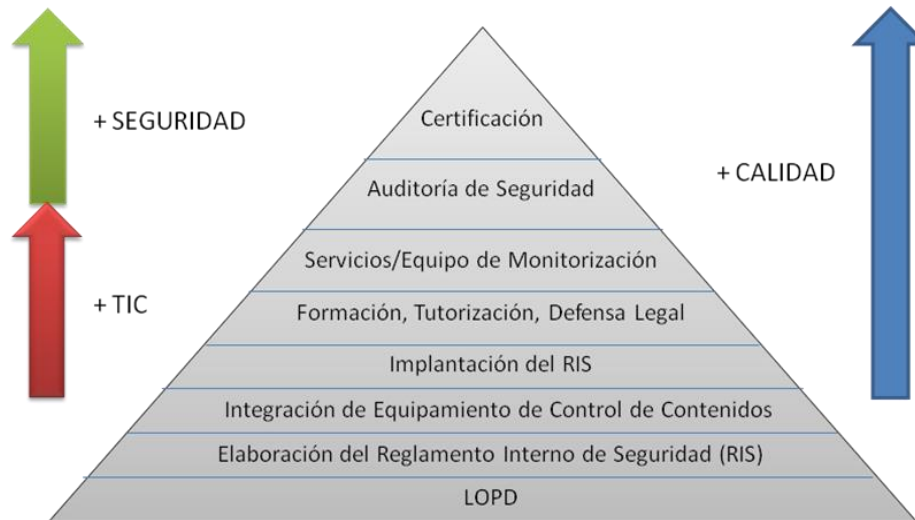 Certificación
+ SEGURIDAD
+ CALIDAD
Auditoría de Seguridad
Servicios/Equipo de Monitorización
+ TIC
Formación, Tutorización, Defensa Legal
Implantación del RIS
Integración de Equipamiento de Control de Contenidos
Elaboración del Reglamento Interno de Seguridad (RIS)
LOPD